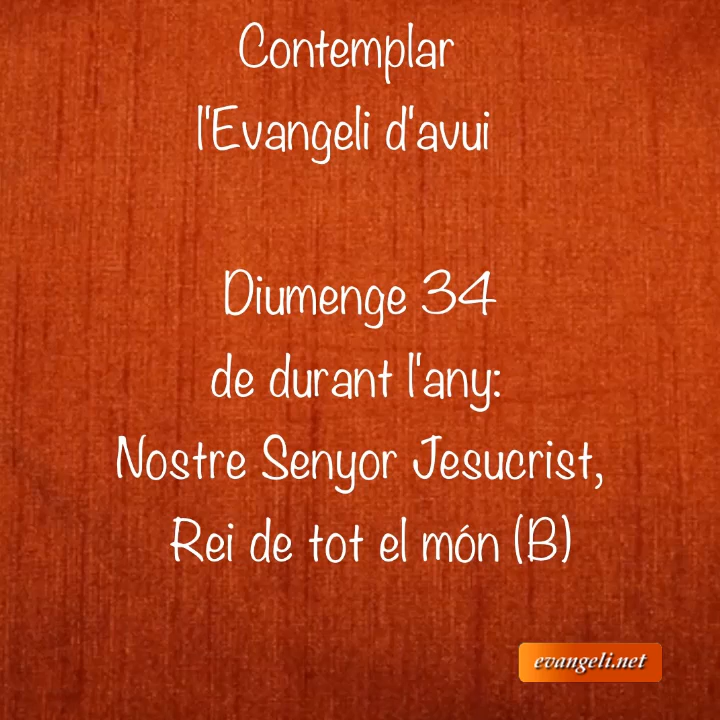 Contemplar
l'Evangeli d'avui
Diumenge 34
de durant l'any:
Nostre Senyor Jesucrist,
Rei de tot el món (B)
evangeli.net